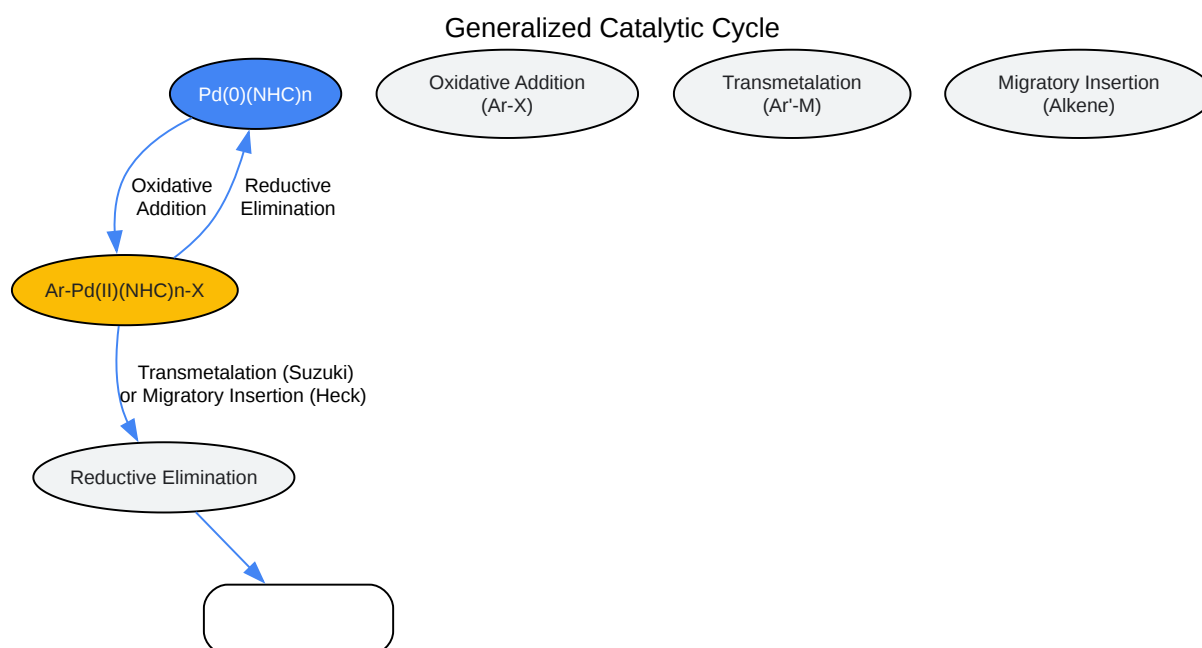 Generalized Catalytic Cycle
Pd(0)(NHC)n
Oxidative Addition
(Ar-X)
Transmetalation
(Ar'-M)
Migratory Insertion
(Alkene)
Oxidative
Addition
Reductive
Elimination
Ar-Pd(II)(NHC)n-X
Transmetalation (Suzuki)
or Migratory Insertion (Heck)
Reductive Elimination